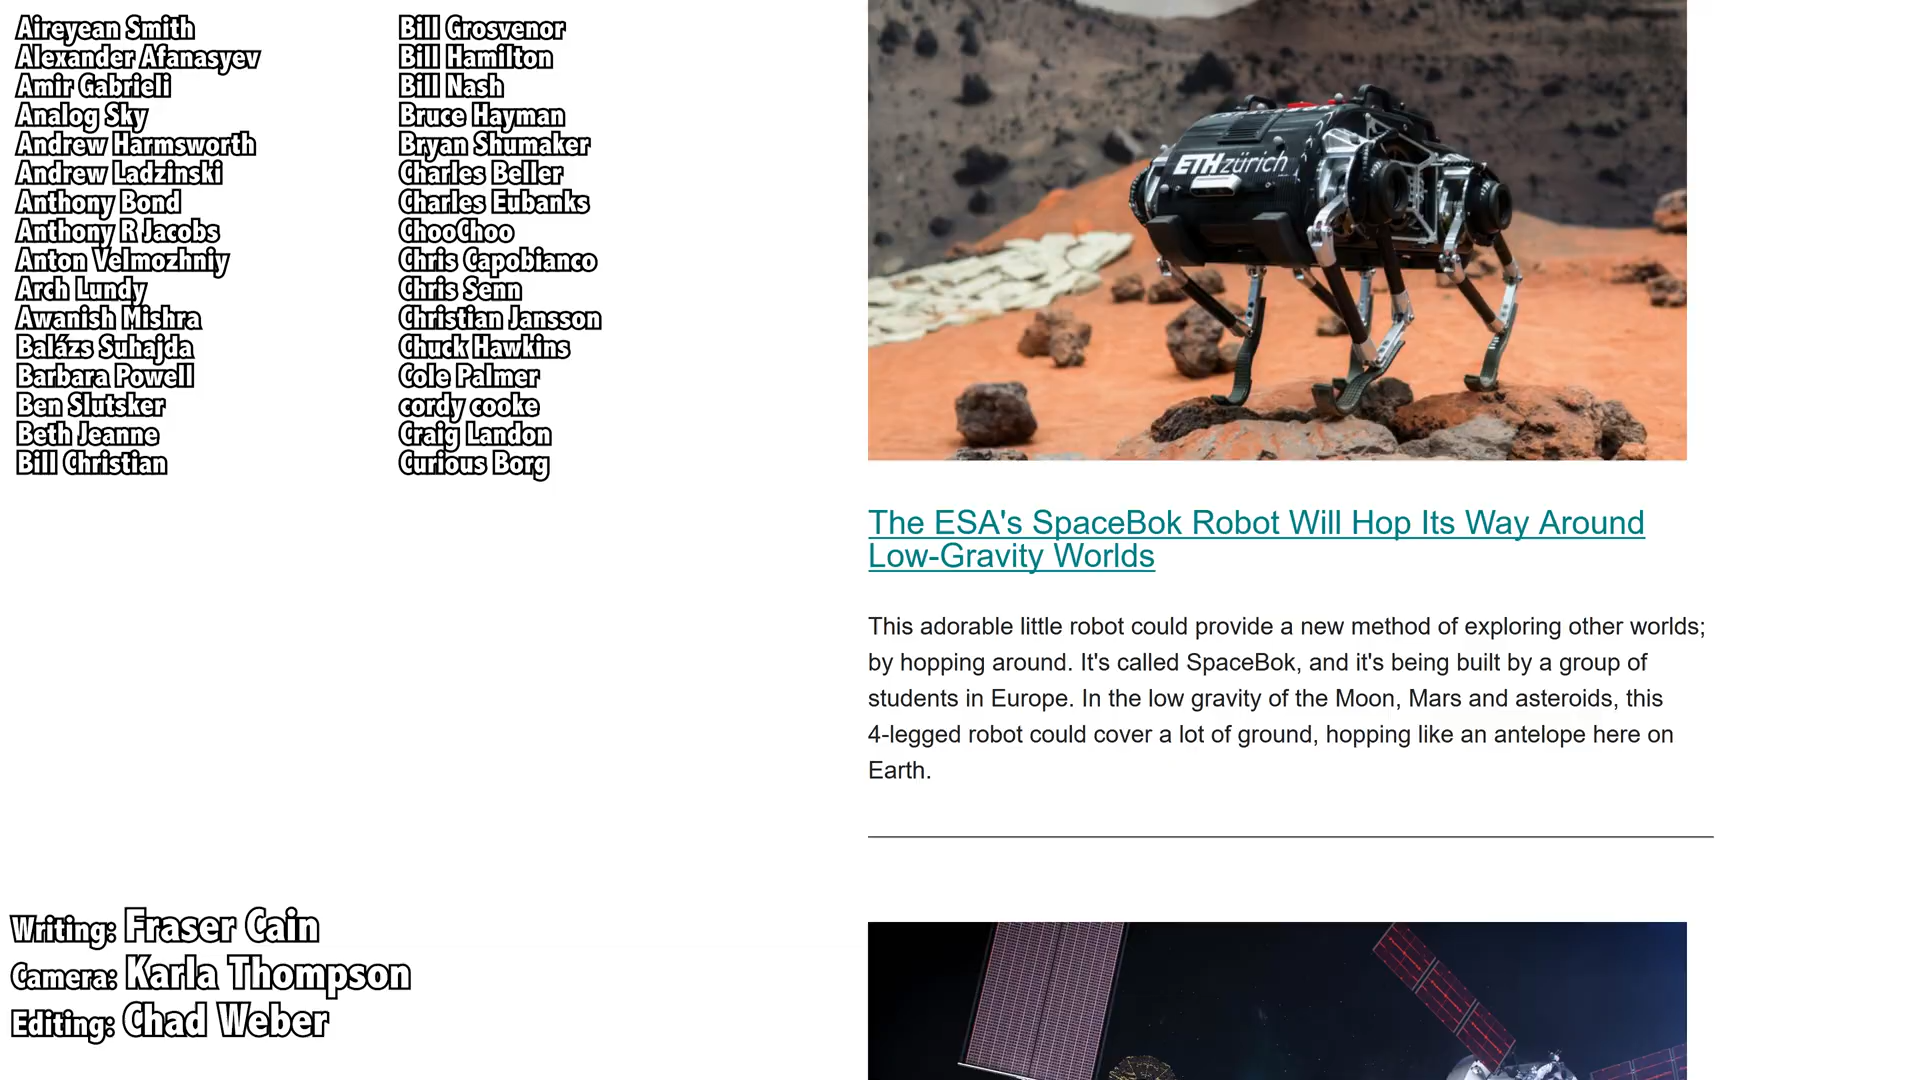 Aireyean Smith
Alexander Afanasyev
Amir Gabrieli
Analog Sky
Andrew Harmsworth
Andrew Ladzinski
Anthony Bond
Anthony R Jacobs
Anton Velmozhniy
Arch Lundy
Awanish Mishra
Balázs Suhajda
Barbara Powell
Ben Slutsker
Beth Jeanne
Bill Christian
Bill Grosvenor
Bill Hamilton
Bill Nash
Bruce Hayman
Bryan Shumaker
Charles Beller
Charles Eubanks
ChooChoo
Chris Capobianco
Chris Senn
Christian Jansson
Chuck Hawkins
Cole Palmer
cordy cooke
Craig Landon
Curious Borg
Writing: Fraser Cain
Camera: Karla Thompson
Editing: Chad Weber
ETHzürich
The ESA's SpaceBok Robot Will Hop Its Way Around
Low-Gravity Worlds
This adorable little robot could provide a new method of exploring other worlds;
by hopping around. It's called SpaceBok, and it's being built by a group of
students in Europe. In the low gravity of the Moon, Mars and asteroids, this
4-legged robot could cover a lot of ground, hopping like an antelope here on
Earth.